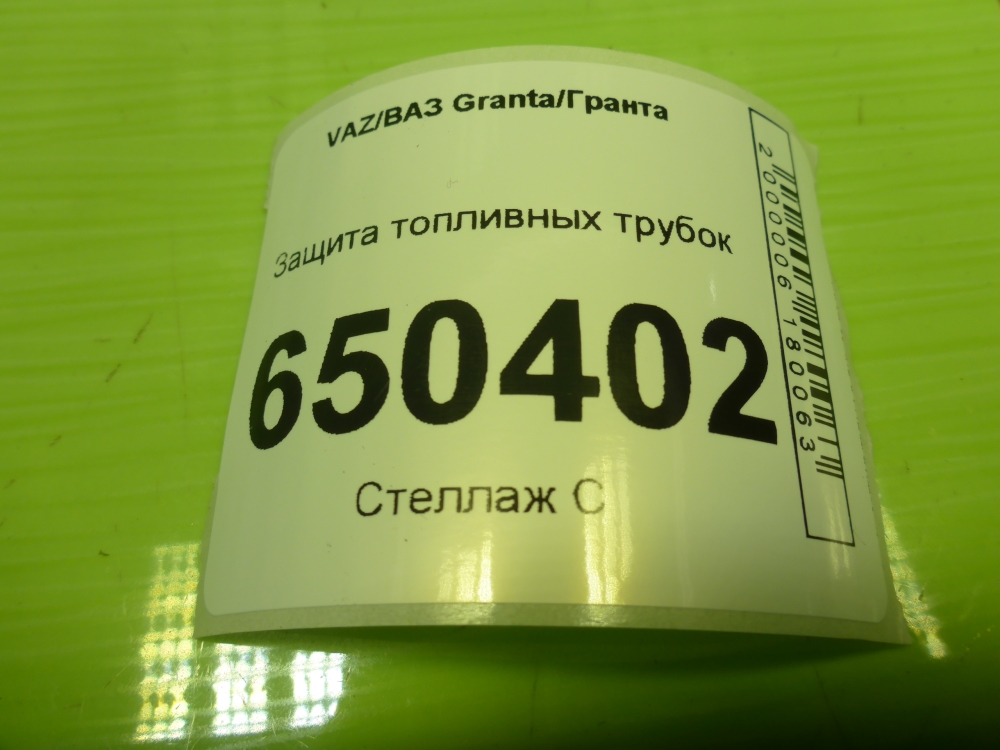 VAZ/ВАЗ Granta/Гранта
Защита топливных трубок
650402
Стеллаж С
2000006180063